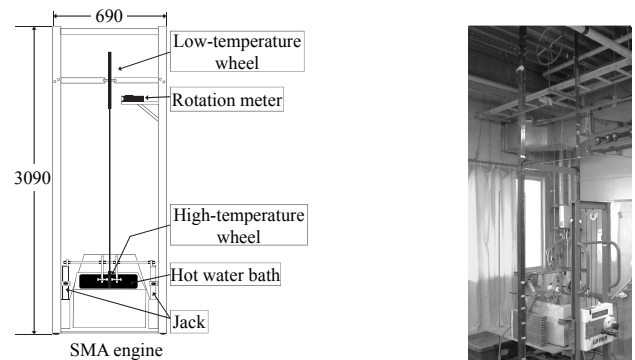 690
Low-temperature
wheel
Rotation meter
3090
High-temperature
wheel
Hot water bath
Jack
SMA engine